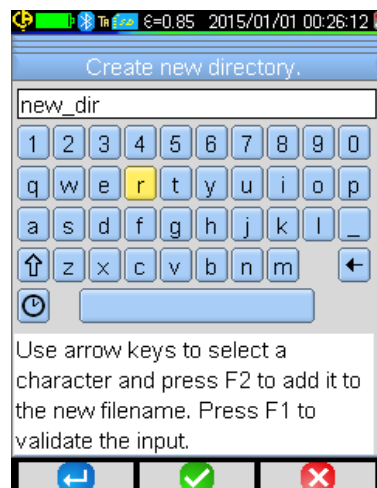 TA ε=0.85 2015/01/01 00:26:12
Create new directory.
new_dir
1 2 3 4 5 6 7 8 9 0
q w e r t y u i o p
a s d f g h j k l _
z x c v b n m
Use arrow keys to select a
character and press F2 to add it to
the new filename. Press F1 to
validate the input.